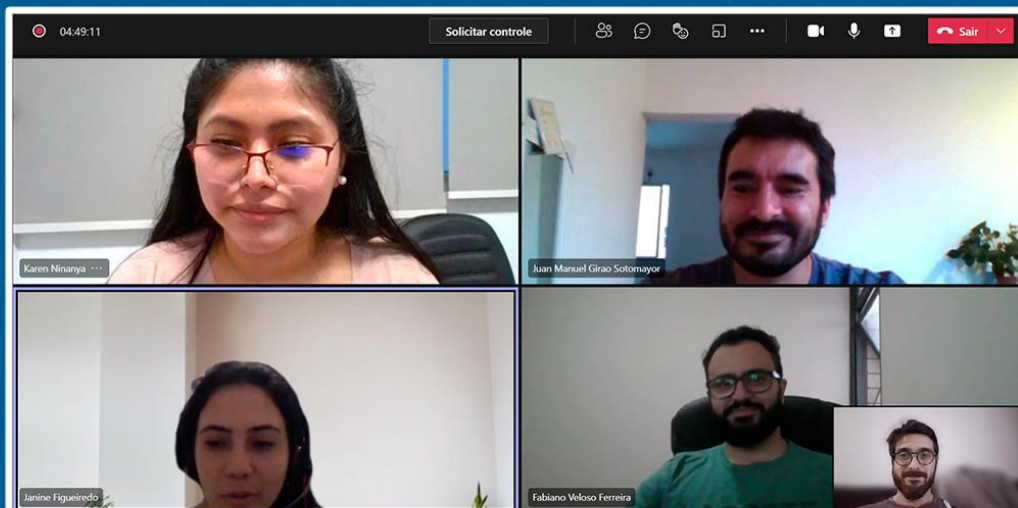 04:49:11
Solicitar controle
Sair
Karen Ninanya
Juan Manuel Girao Sotomayor
Janine Figueiredo
Fabiano Veloso Ferreira